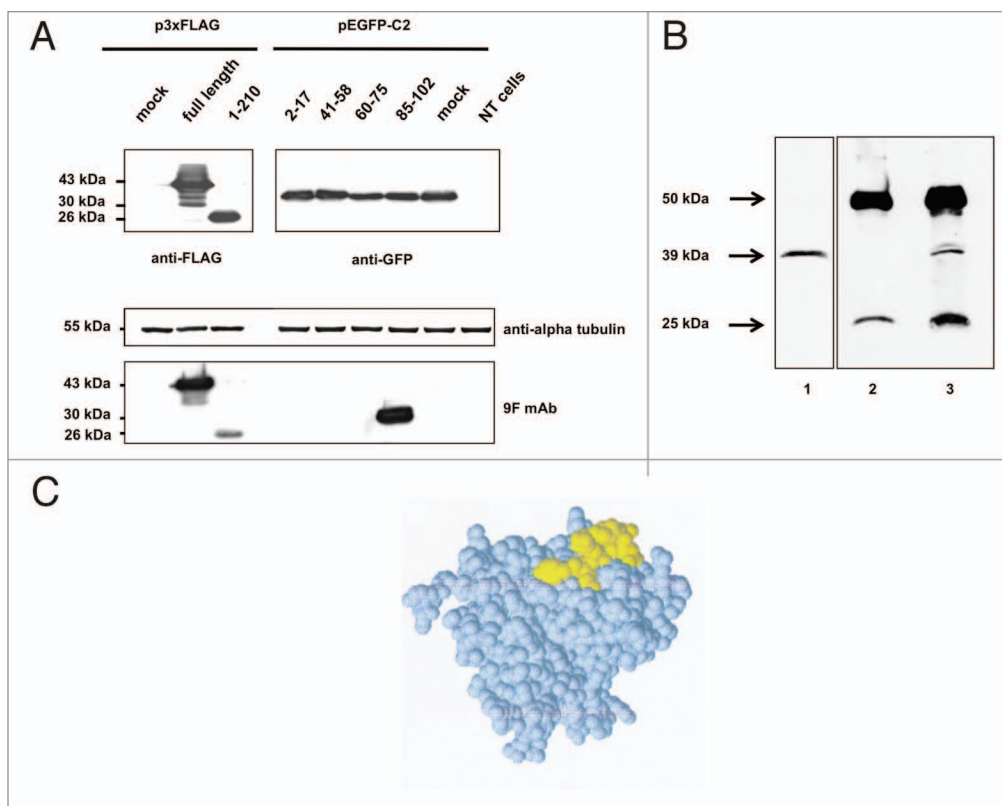 A
p3xFLAG
pEGFP-C2
mock
full length
1-210
2-17
41-58
60-75
85-102
mock
NT cells
43 kDa
30 kDa
26 kDa
anti-FLAG
anti-GFP
55 kDa
anti-alpha tubulin
43 kDa
30 kDa
26 kDa
9F mAb
B
50 kDa
39 kDa
25 kDa
1
2
3
C